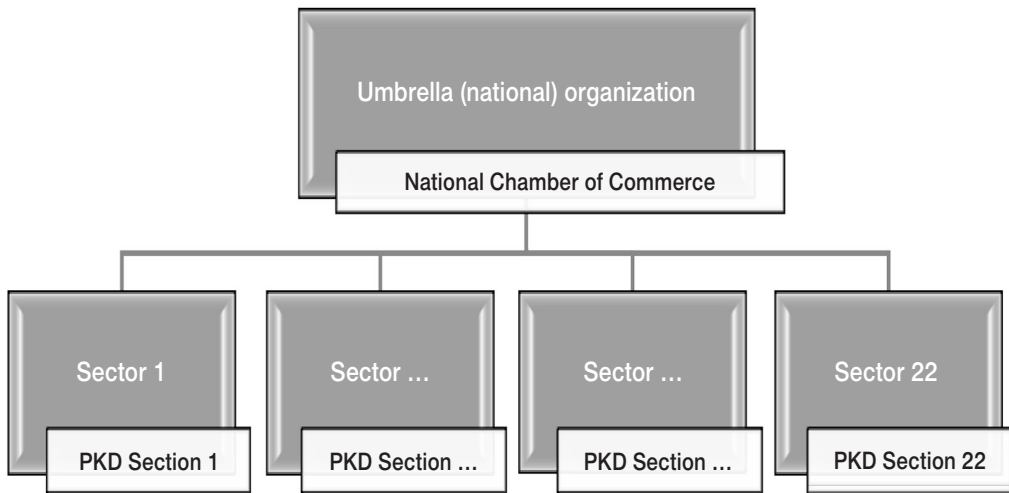 Umbrella (national) organization
National Chamber of Commerce
Sector 1
Sector …
Sector …
Sector 22
PKD Section 1
PKD Section …
PKD Section …
PKD Section 22